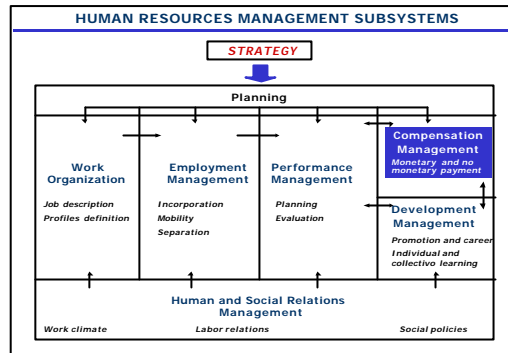 HUMAN RESOURCES MANAGEMENT SUBSYSTEMS
STRATEGY
Planning
Work
Organization
Job description
Profiles definition
Employment
Management
Incorporation
Mobility
Separation
Performance
Management
Planning
Evaluation
Compensation
Management
Monetary and no
monetary payment
Development
Management
Promotion and career
Individual and
collectivo learning
Human and Social Relations
Management
Work climate
Labor relations
Social policies